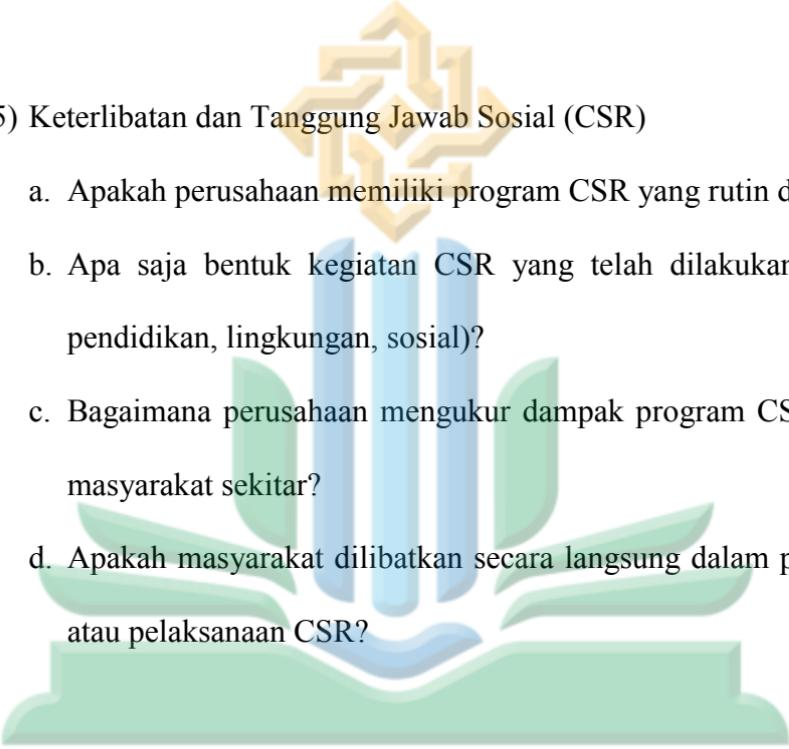 5) Keterlibatan dan Tanggung Jawab Sosial (CSR)
a. Apakah perusahaan memiliki program CSR yang rutin
b. Apa saja bentuk kegiatan CSR yang telah
pendidikan, lingkungan, sosial)?
c. Bagaimana perusahaan mengukur dampak program
masyarakat sekitar?
d. Apakah masyarakat dilibatkan secara langsung dalam
atau pelaksanaan CSR?